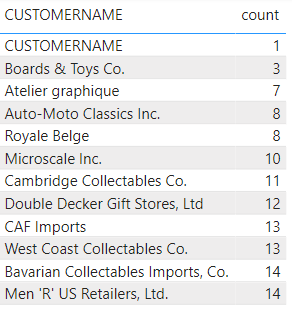 CUSTOMERNAME count
CUSTOMERNAME 1
Boards & Toys Co. 3
Atelier graphique 7
Auto-Moto Classics Inc. 8
Royale Belge 8
Microscale Inc. 10
Cambridge Collectables Co. 11
Double Decker Gift Stores, Ltd 12
CAF Imports 13
West Coast Collectables Co. 13
Bavarian Collectables Imports, Co. 14
Men 'R' US Retailers, Ltd. 14